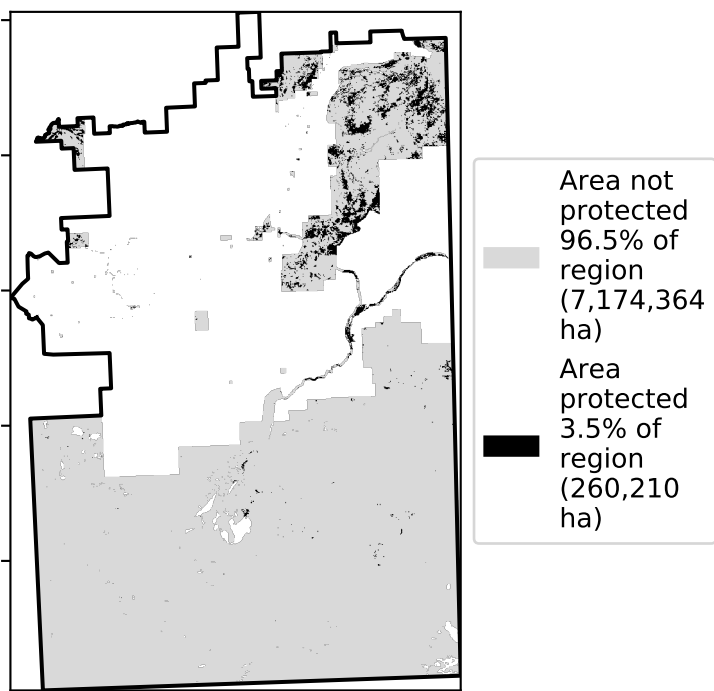 Area not
protected
96.5% of
region
(7,174,364
ha)
Area
protected
3.5% of
region
(260,210
ha)